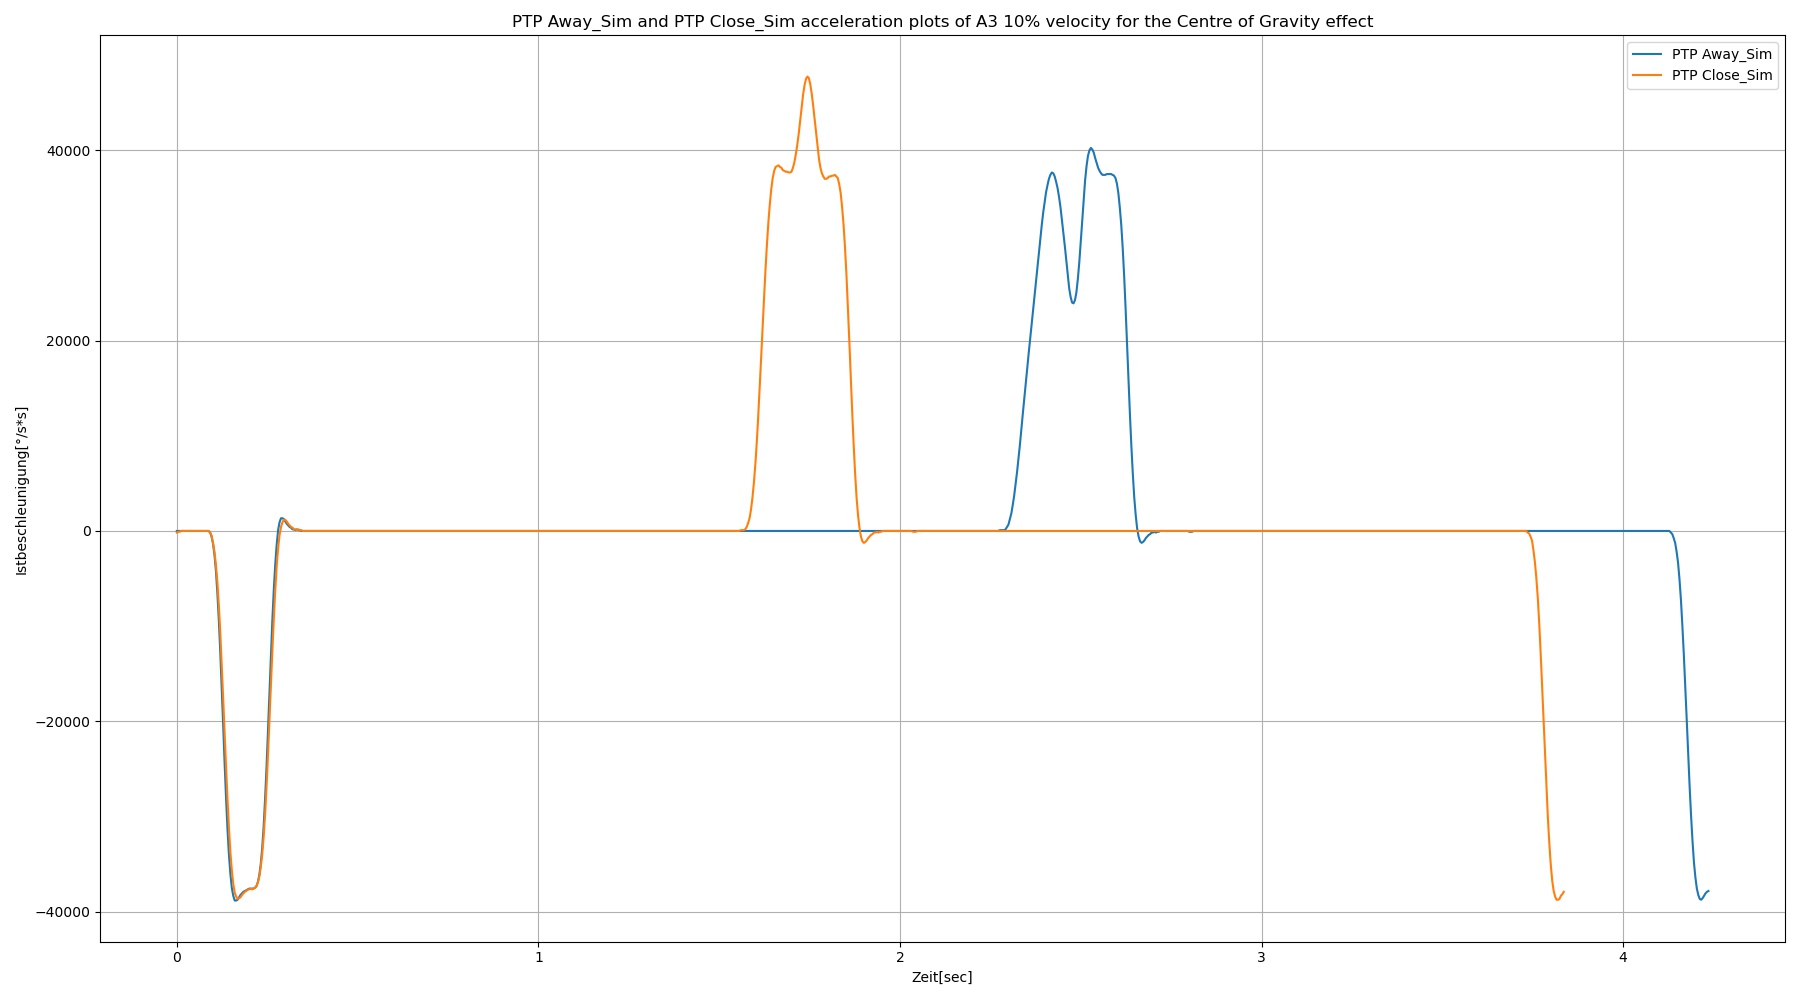 PTP Away_Sim and PTP Close_Sim acceleration plots of A3 10% velocity for the Centre of Gravity effect
PTP Away_Sim
PTP Close_Sim
40000
20000
0
−20000
−40000
Istbeschleunigung[°/s*s]
0
1
2
3
4
Zeit[sec]